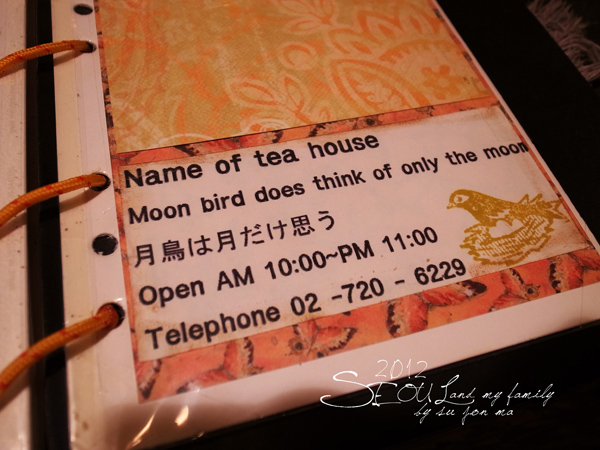 Name of tea house
Moon bird does think of only the moon
月鳥は月だけ思う
Open AM 10:00~PM 11:00
Telephone 02 -720 - 6229
2012
SEOUL and my family
by su jon ma